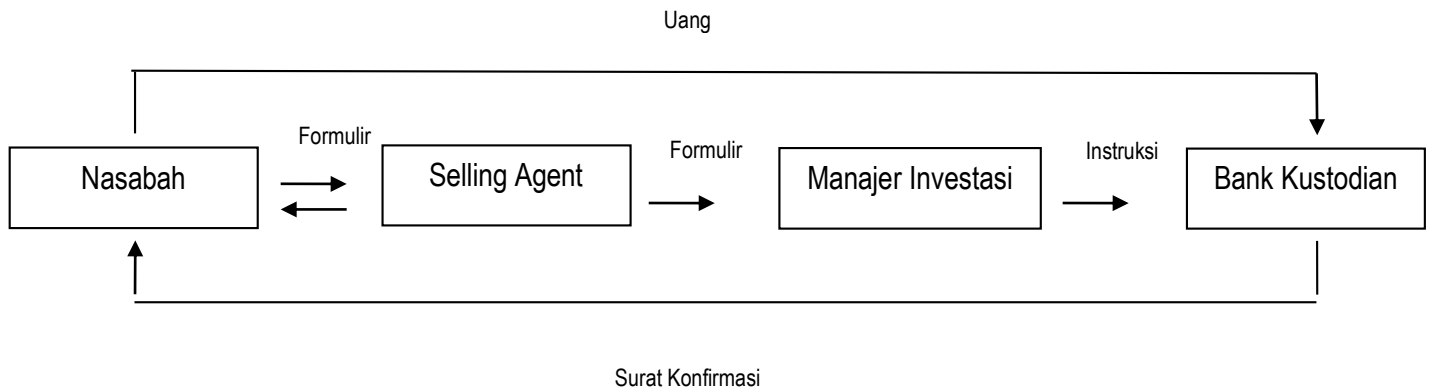 Uang
Formulir
Formulir
Instruksi
Nasabah
Selling Agent
Manajer Investasi
Bank Kustodian
Surat Konfirmasi